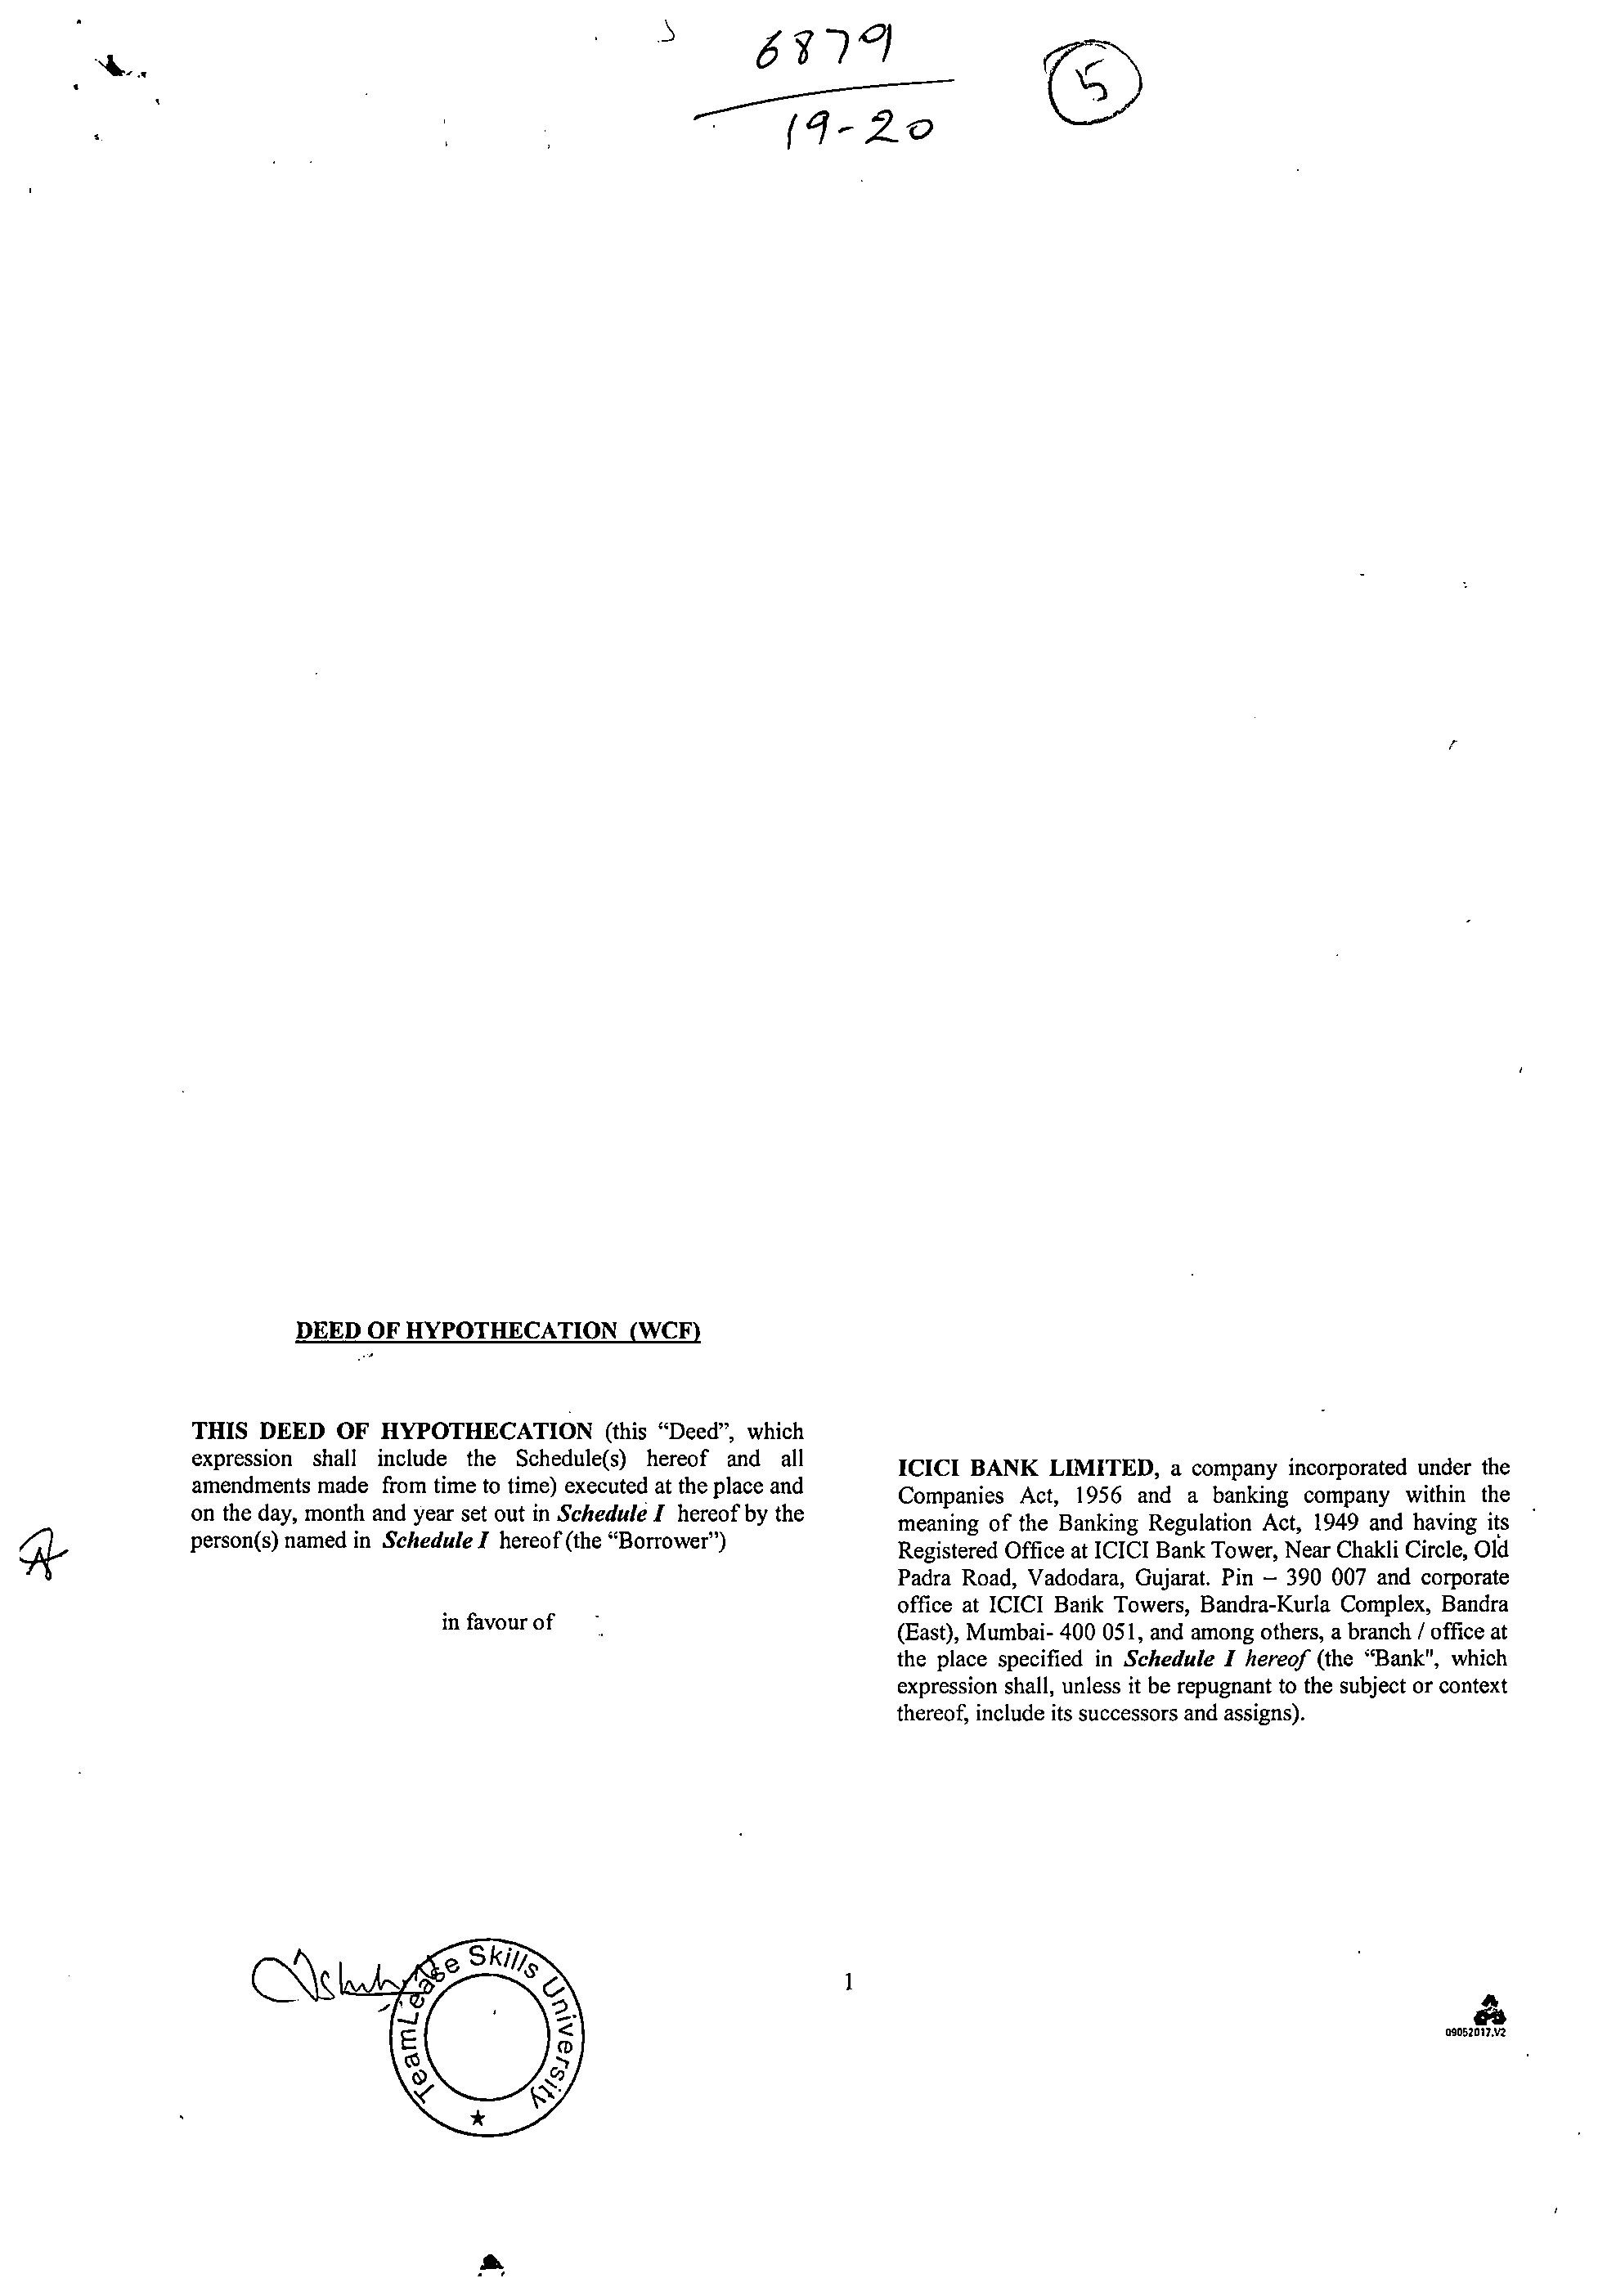 6879
19-20
5
DEED OF HYPOTHECATION (WCF)
THIS DEED OF HYPOTHECATION (this “Deed”, which
expression shall include the Schedule(s) hereof and all
amendments made from time to time) executed at the place and
on the day, month and year set out in Schedule I hereof by the
person(s) named in Schedule I hereof (the “Borrower”)
in favour of
ICICI BANK LIMITED, a company incorporated under the
Companies Act, 1956 and a banking company within the
meaning of the Banking Regulation Act, 1949 and having its
Registered Office at ICICI Bank Tower, Near Chakli Circle, Old
Padra Road, Vadodara, Gujarat. Pin – 390 007 and corporate
office at ICICI Bank Towers, Bandra-Kurla Complex, Bandra
(East), Mumbai- 400 051, and among others, a branch / office at
the place specified in Schedule I hereof (the “Bank", which
expression shall, unless it be repugnant to the subject or context
thereof, include its successors and assigns).
TeamLease Skills University
1
09052017.V2